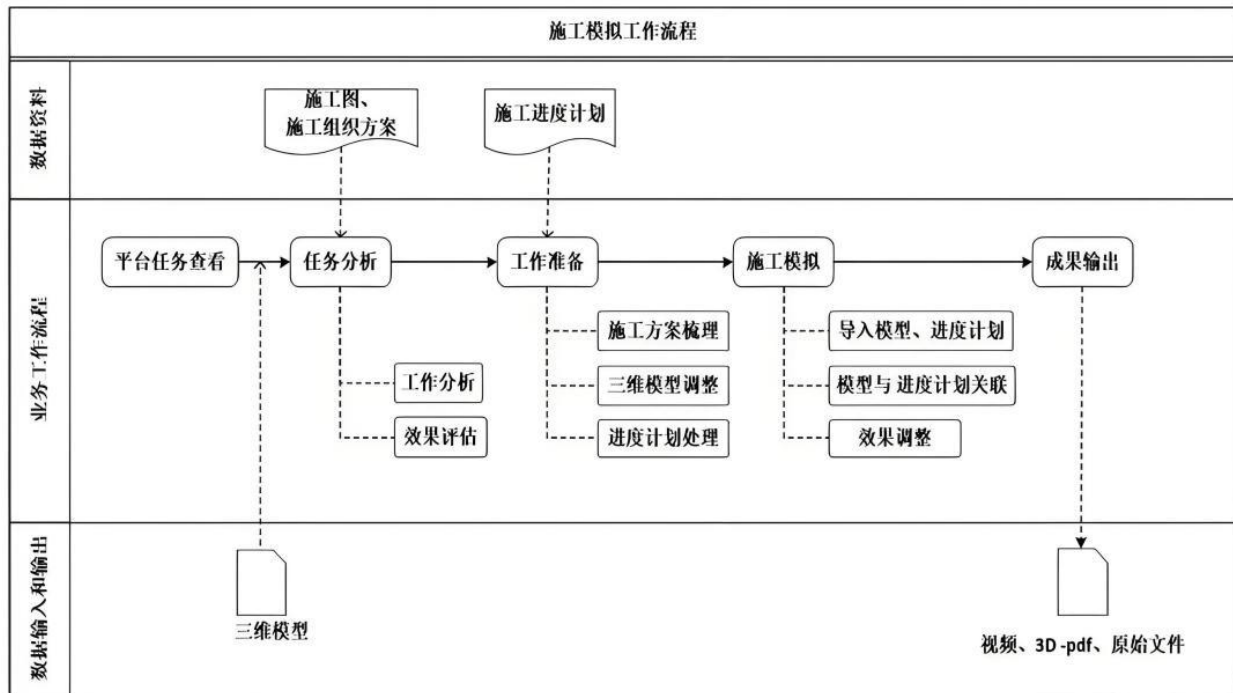 施工模拟工作流程
数据资料
施工图、
施工组织方案
施工进度计划
业务工作流程
平台任务查看
任务分析
工作准备
施工模拟
成果输出
工作分析
效果评估
施工方案梳理
三维模型调整
进度计划处理
导入模型、进度计划
模型与 进度计划关联
效果调整
数据输入和输出
三维模型
视频、3D -pdf、原始文件